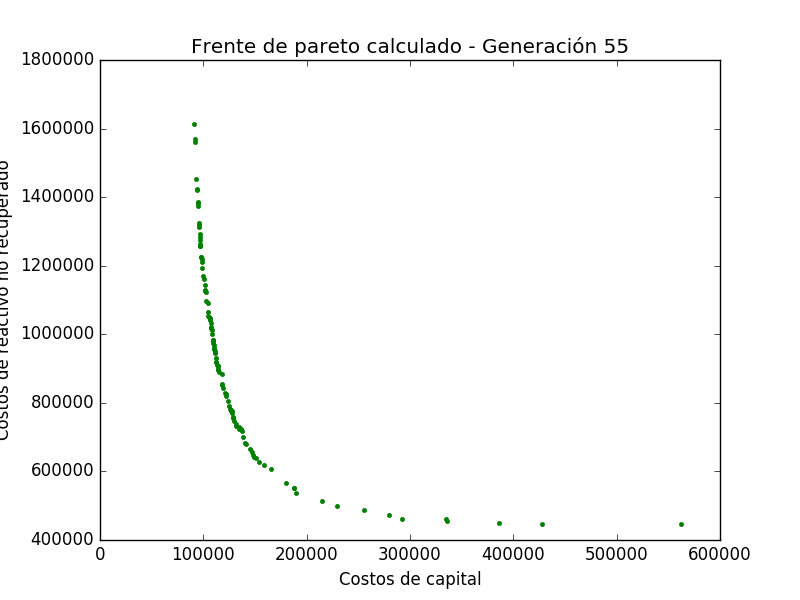 Frente de pareto calculado - Generación 55
1800000
1600000
1400000
1200000
1000000
800000
600000
400000
Costos de reactivo no recuperado
0 100000 200000 300000 400000 500000 600000
Costos de capital